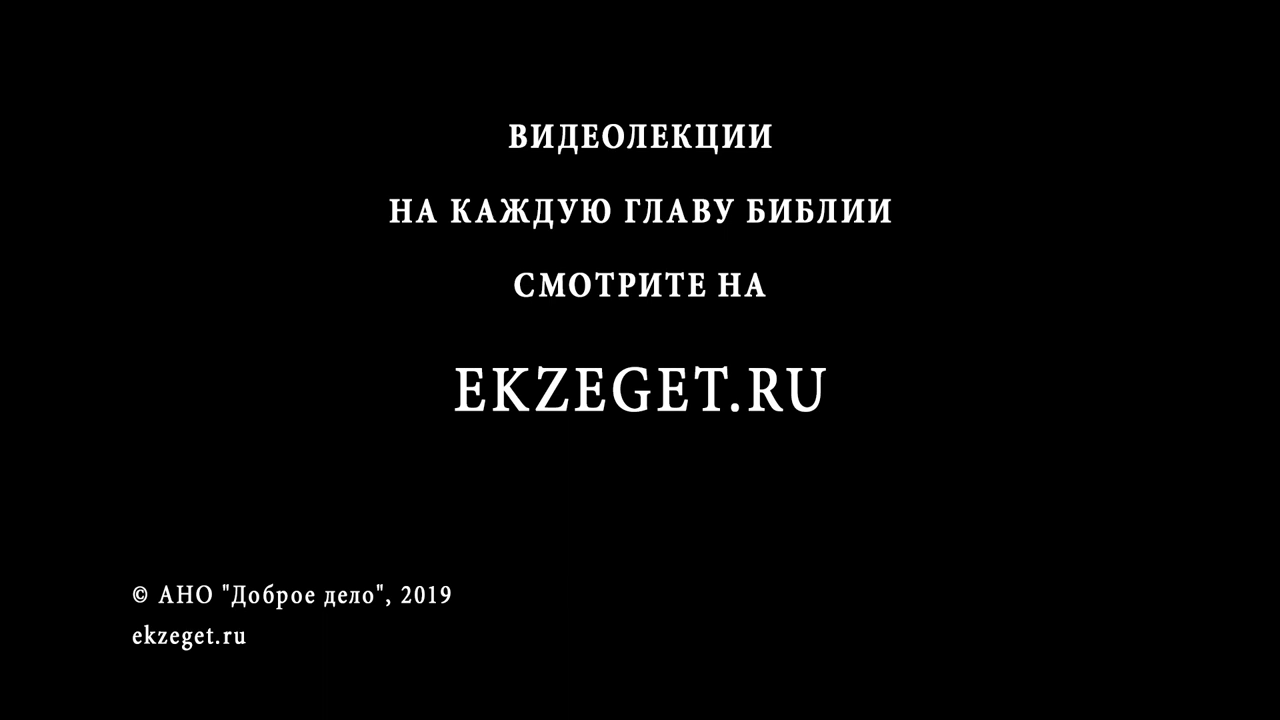 ВИДЕОЛЕКЦИИ
НА КАЖДУЮ ГЛАВУ БИБЛИИ
СМОТРИТЕ НА
EKZEGET.RU
© АНО "Доброе дело", 2019
ekzeget.ru